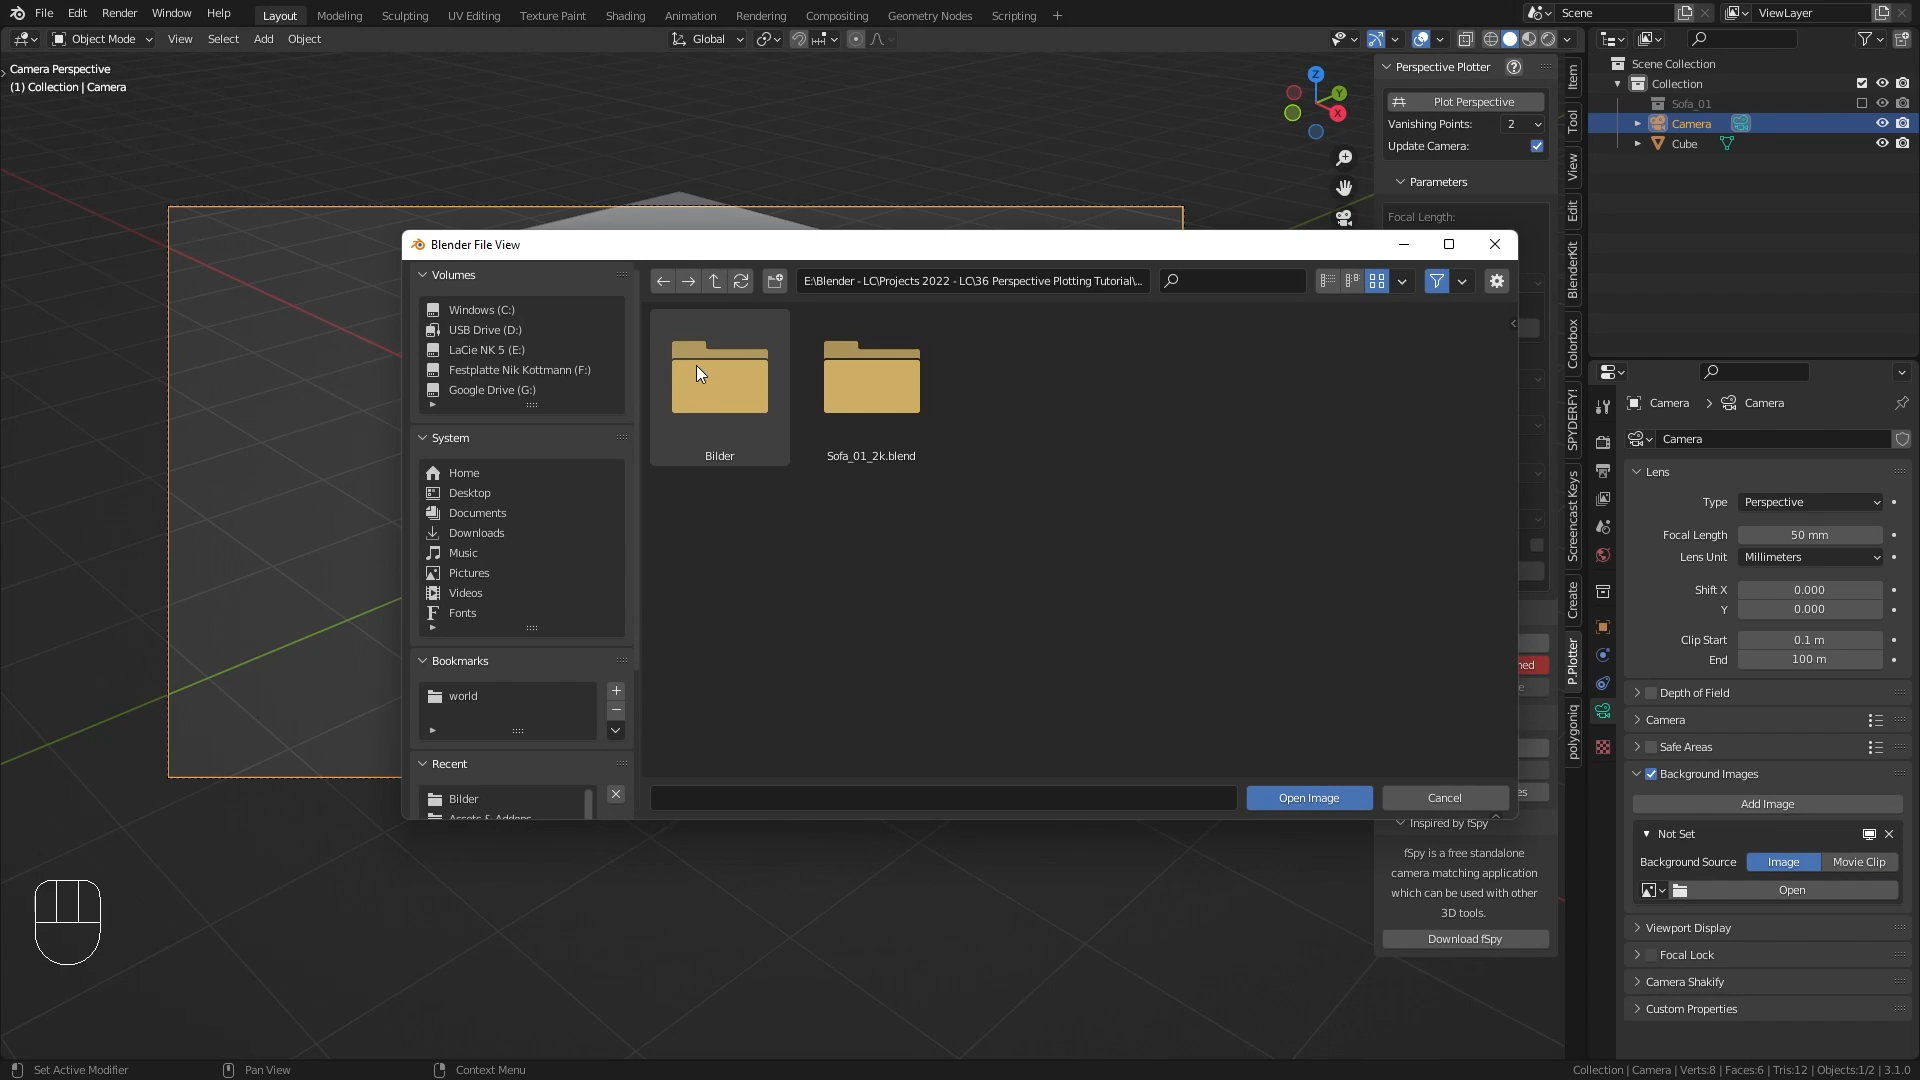 File Edit Render Window Help Layout Modeling Sculpting UV Editing Texture Paint Shading Animation Rendering Compositing Geometry Nodes Scripting + Scene ViewLayer
Object Mode View Select Add Object Global
Camera Perspective
(1) Collection | Camera
Z
Y
X
Perspective Plotter
Plot Perspective
Vanishing Points: 2
Update Camera:
Parameters
Focal Length:
Item
Tool
View
Edit
BlenderKit
Colorbox
SPYDERFY!
Screencast Keys
Create
P.Plotter
polygoniq
Scene Collection
Collection
Sofa_01
Camera
Cube
Blender File View
Volumes
Windows (C:)
USB Drive (D:)
LaCie NK 5 (E:)
Festplatte Nik Kottmann (F:)
Google Drive (G:)
System
Home
Desktop
Documents
Downloads
Music
Pictures
Videos
Fonts
Bookmarks
world
Recent
Bilder
Assets & Addons
E:\Blender - LC\Projects 2022 - LC\36 Perspective Plotting Tutorial\...
Bilder
Sofa_01_2k.blend
Open Image
Cancel
ned
e
es
Inspired by fSpy
fSpy is a free standalone
camera matching application
which can be used with other
3D tools.
Download fSpy
Camera > Camera
Camera
Lens
Type Perspective
Focal Length 50 mm
Lens Unit Millimeters
Shift X 0.000
Y 0.000
Clip Start 0.1 m
End 100 m
Depth of Field
Camera
Safe Areas
Background Images
Add Image
Not Set
Background Source Image Movie Clip
Open
Viewport Display
Focal Lock
Camera Shakify
Custom Properties
Set Active Modifier Pan View Context Menu Collection | Camera | Verts:8 | Faces:6 | Tris:12 | Objects:1/2 | 3.1.0